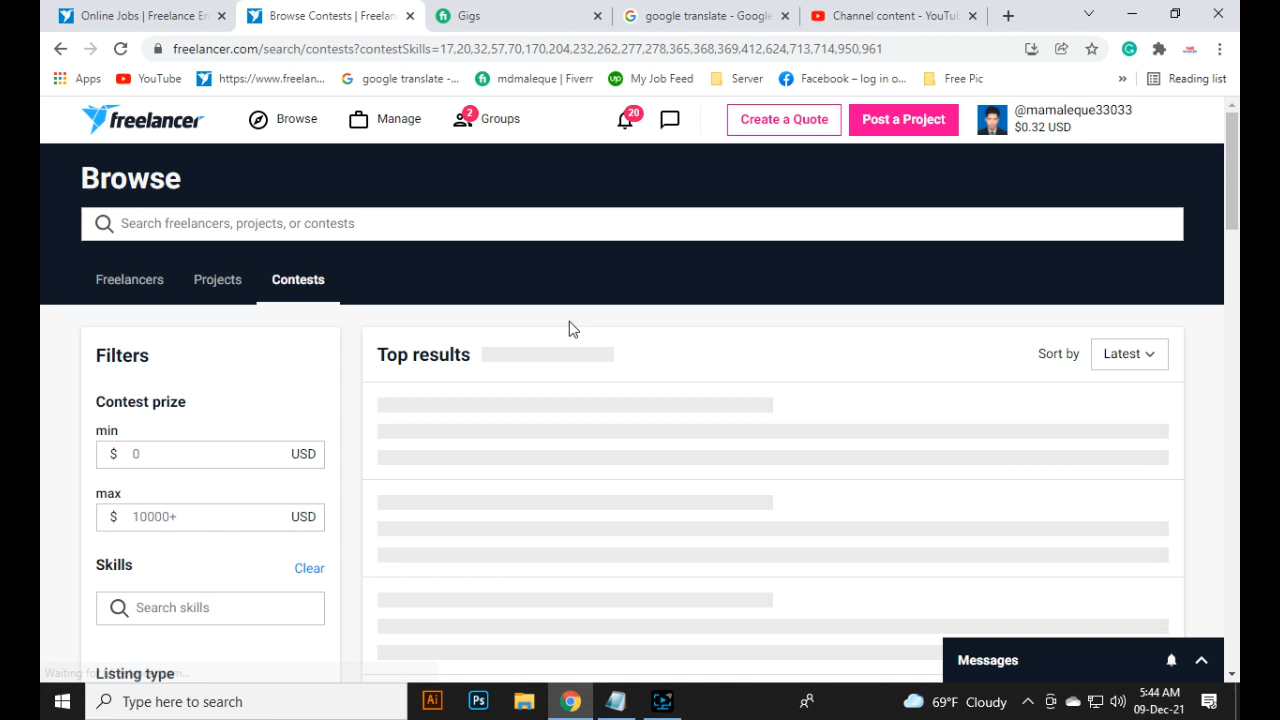 Online Jobs | Freelance Em
Browse Contests | Freelan
Gigs
google translate - Google
Channel content - YouTu
freelancer.com/search/contests?contestSkills=17,20,32,57,70,170,204,232,262,277,278,365,368,369,412,624,713,714,950,961
Apps
YouTube
https://www.freelan...
google translate -...
mdmaleque | Fiverr
My Job Feed
Server
Facebook – log in o...
Free Pic
»
Reading list
freelancer
Browse
Manage
2
Groups
20
Create a Quote
Post a Project
@mamaleque33033
$0.32 USD
Browse
Search freelancers, projects, or contests
Freelancers
Projects
Contests
Filters
Contest prize
min
$ 0 USD
max
$ 10000+ USD
Skills
Clear
Search skills
Listing type
Top results
Sort by
Latest
Messages
Type here to search
Ai
Ps
69°F Cloudy
5:44 AM
09-Dec-21